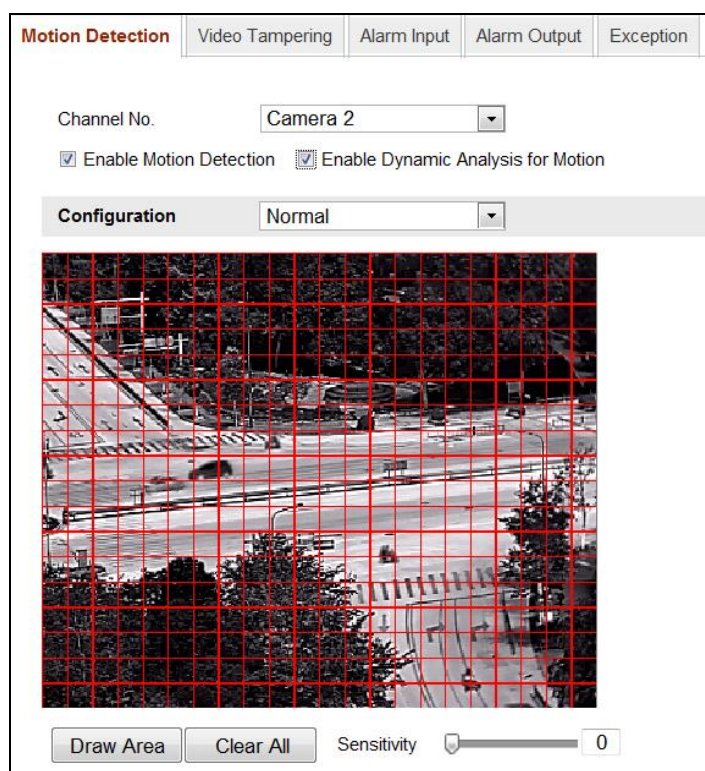 Motion Detection Video Tampering Alarm Input Alarm Output Exception
Channel No. Camera 2
Enable Motion Detection Enable Dynamic Analysis for Motion
Configuration Normal
Draw Area Clear All Sensitivity 0